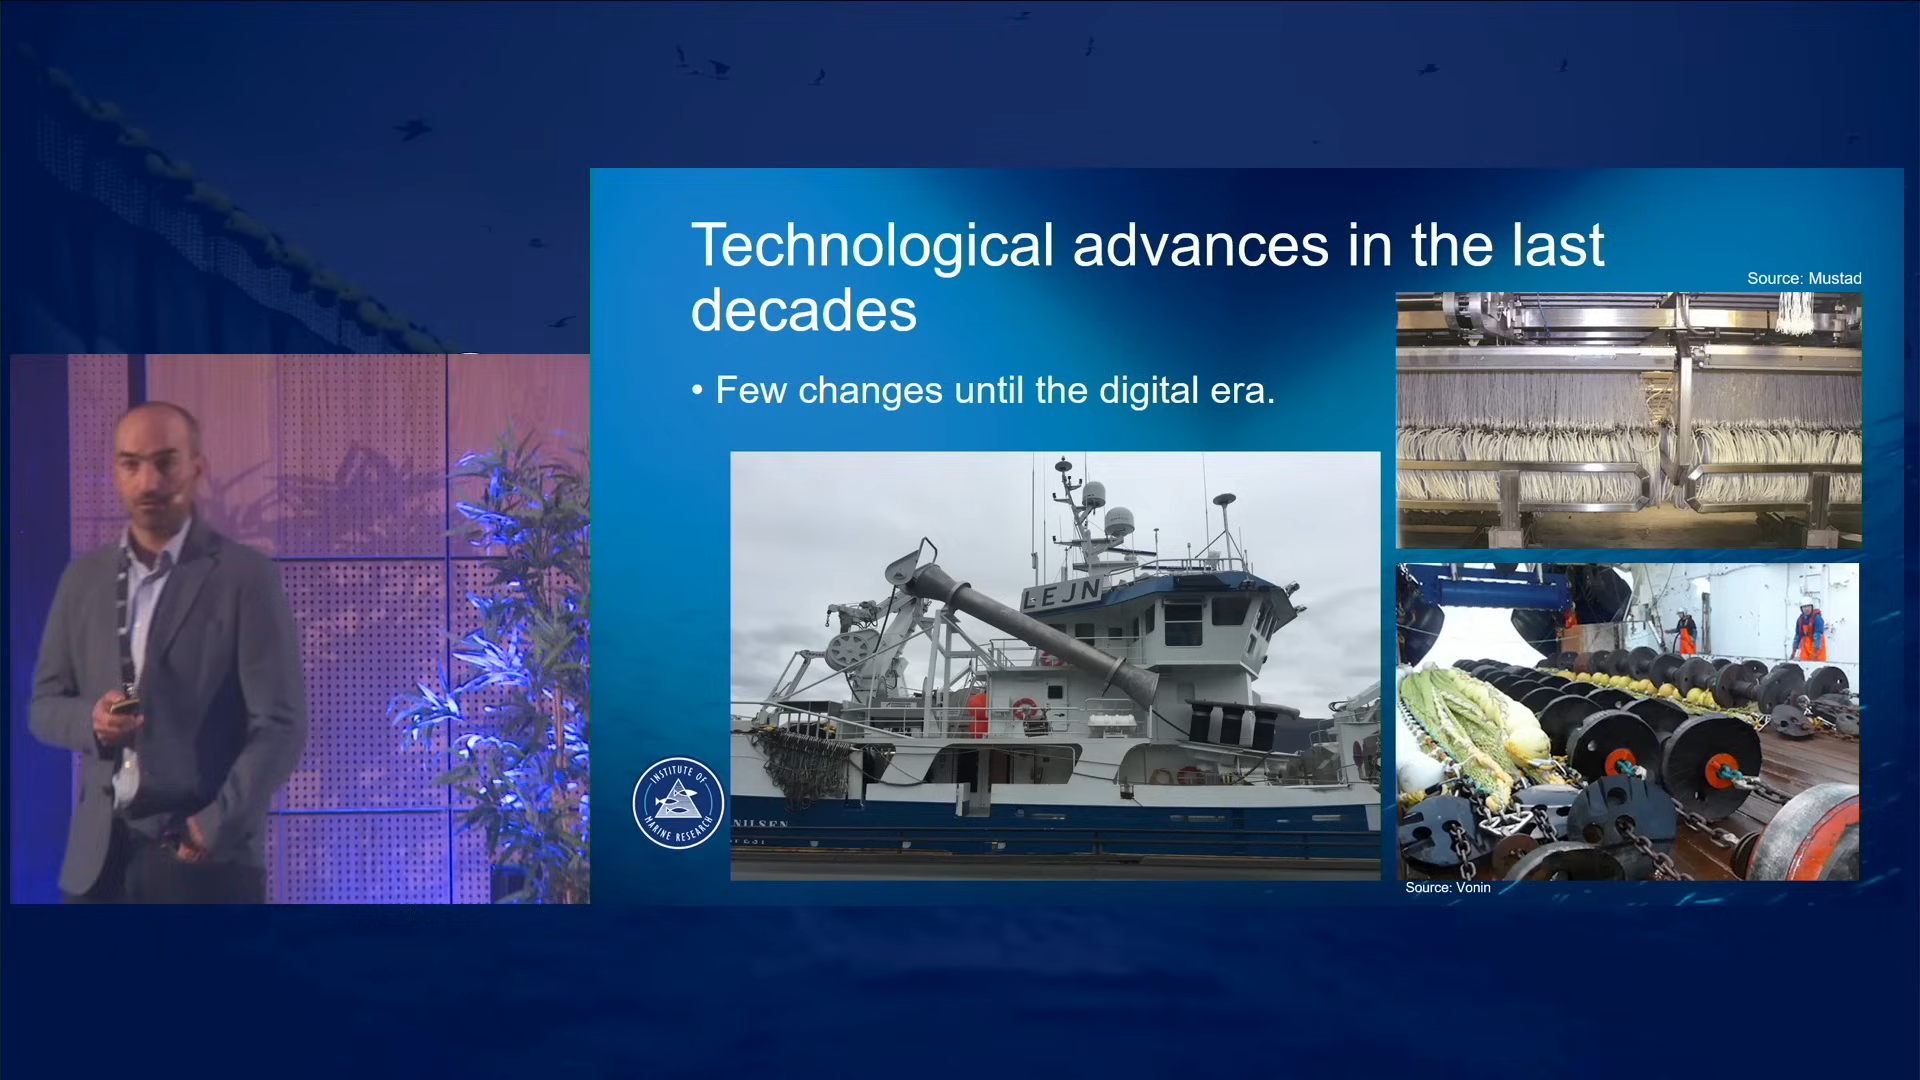 Technological advances in the last
decades
Source: Mustad
• Few changes until the digital era.
LEJN
NILSEN
INSTITUTE OF
MARINE RESEARCH
Source: Vonin